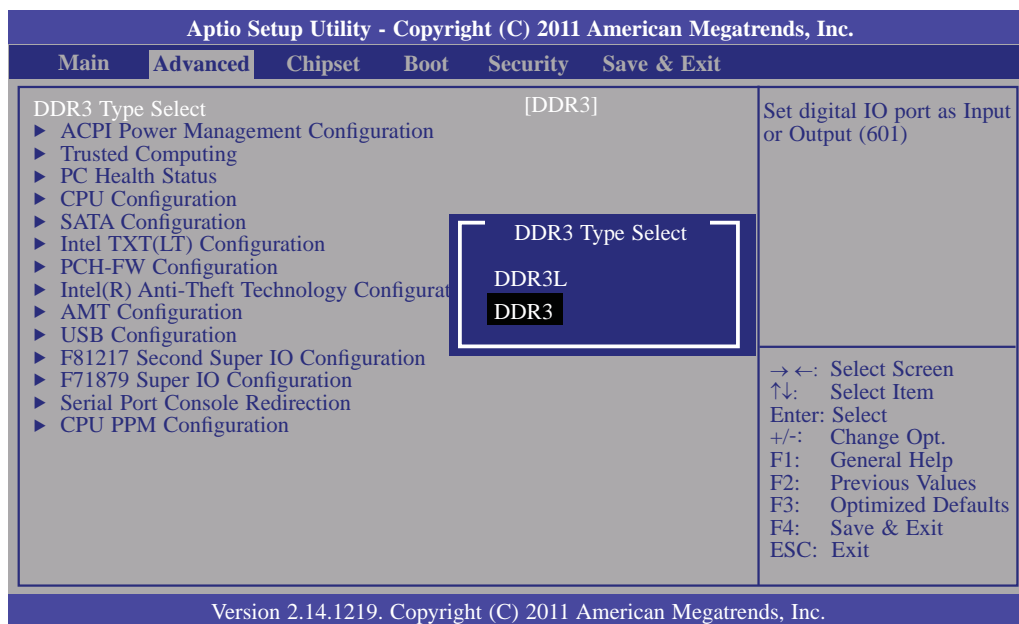 Aptio Setup Utility - Copyright (C) 2011 American Megatrends, Inc.
Main Advanced Chipset Boot Security Save & Exit
DDR3 Type Select [DDR3]
► ACPI Power Management Configuration
► Trusted Computing
► PC Health Status
► CPU Configuration
► SATA Configuration
► Intel TXT(LT) Configuration
► PCH-FW Configuration
► Intel(R) Anti-Theft Technology Configurat
► AMT Configuration
► USB Configuration
► F81217 Second Super IO Configuration
► F71879 Super IO Configuration
► Serial Port Console Redirection
► CPU PPM Configuration
DDR3 Type Select
DDR3L
DDR3
Set digital IO port as Input
or Output (601)
→ ←: Select Screen
↑↓: Select Item
Enter: Select
+/-: Change Opt.
F1: General Help
F2: Previous Values
F3: Optimized Defaults
F4: Save & Exit
ESC: Exit
Version 2.14.1219. Copyright (C) 2011 American Megatrends, Inc.